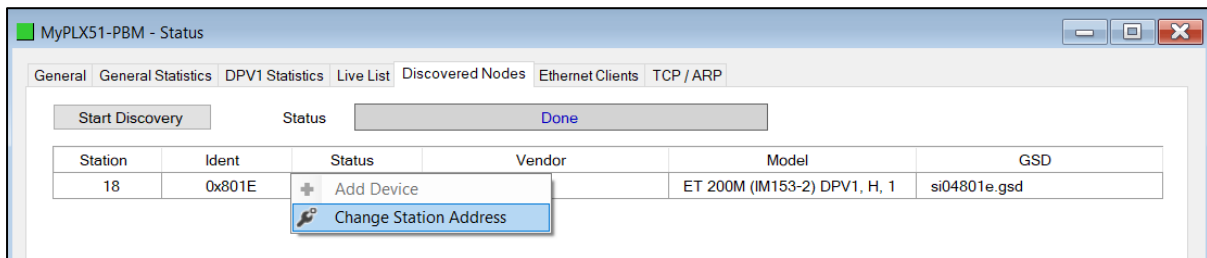 MyPLX51-PBM - Status
General General Statistics DPV1 Statistics Live List Discovered Nodes Ethernet Clients TCP / ARP
Start Discovery Status Done
Station Ident Status Vendor Model GSD
18 0x801E ET 200M (IM153-2) DPV1, H, 1 si04801e.gsd
Add Device
Change Station Address